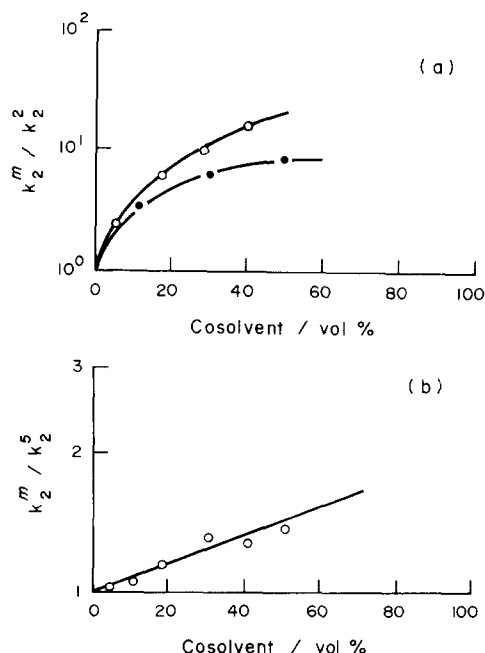 10²
(a)
k₂ᵐ / k₂²
10¹
10⁰
0 20 40 60 80 100
Cosolvent / vol %
3
(b)
k₂ᵐ / k₂⁵
2
1
0 20 40 60 80 100
Cosolvent / vol %